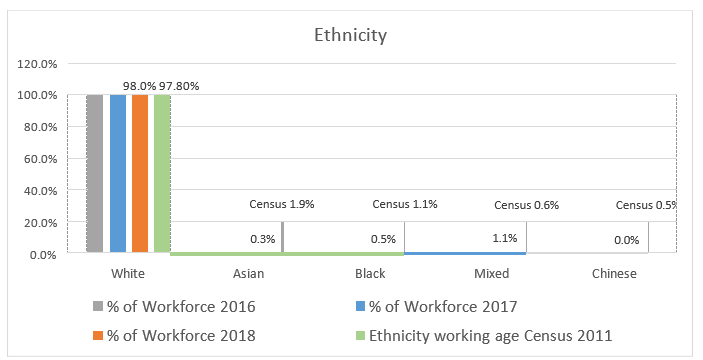 Ethnicity
120.0%
98.0% 97.80%
100.0%
80.0%
60.0%
40.0%
Census 1.9% Census 1.1% Census 0.6% Census 0.5%
20.0%
0.3% 0.5% 1.1% 0.0%
0.0%
White Asian Black Mixed Chinese
% of Workforce 2016 % of Workforce 2017
% of Workforce 2018 Ethnicity working age Census 2011